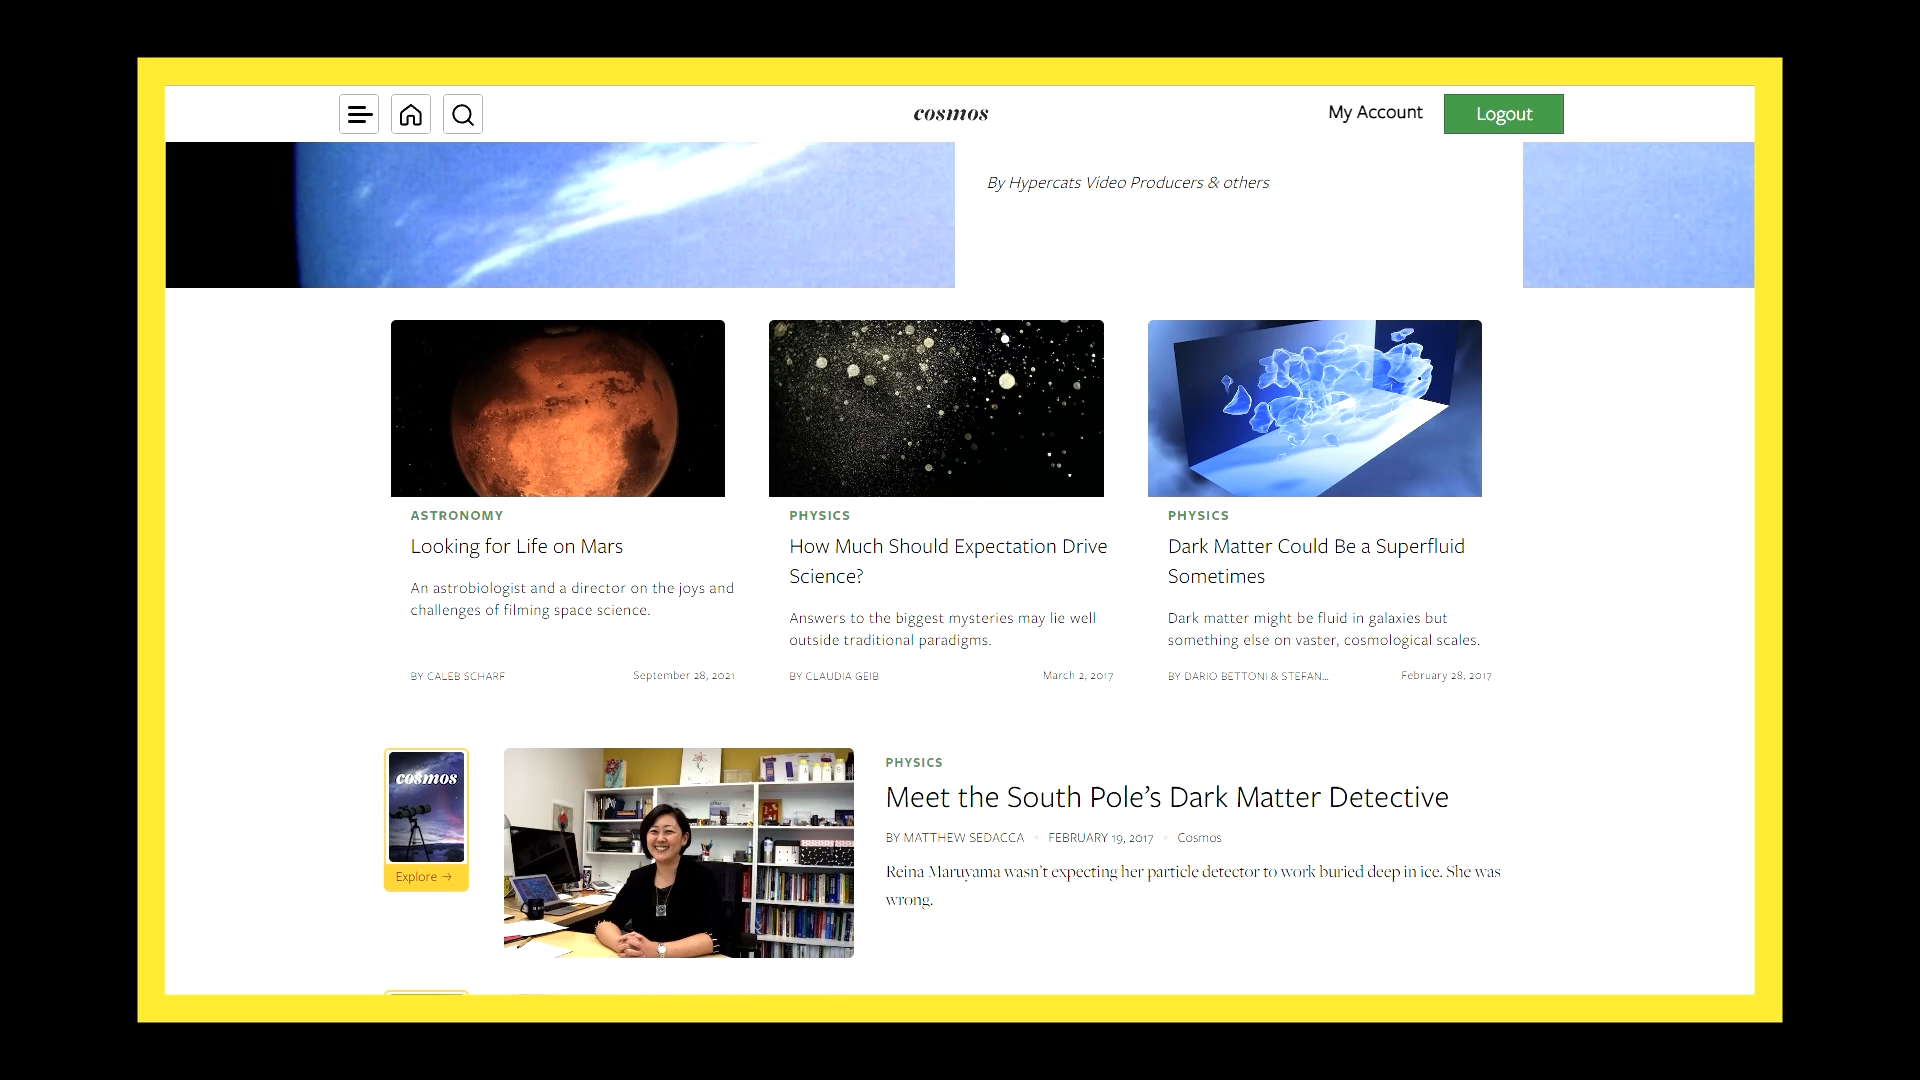 cosmos
My Account
Logout
By Hypercats Video Producers & others
ASTRONOMY
Looking for Life on Mars
An astrobiologist and a director on the joys and
challenges of filming space science.
BY CALEB SCHARF
September 28, 2021
PHYSICS
How Much Should Expectation Drive
Science?
Answers to the biggest mysteries may lie well
outside traditional paradigms.
BY CLAUDIA GEIB
March 2, 2017
PHYSICS
Dark Matter Could Be a Superfluid
Sometimes
Dark matter might be fluid in galaxies but
something else on vaster, cosmological scales.
BY DARIO BETTONI & STEFAN...
February 28, 2017
cosmos
Explore →
PHYSICS
Meet the South Pole’s Dark Matter Detective
BY MATTHEW SEDACCA • FEBRUARY 19, 2017 • Cosmos
Reina Maruyama wasn’t expecting her particle detector to work buried deep in ice. She was
wrong.